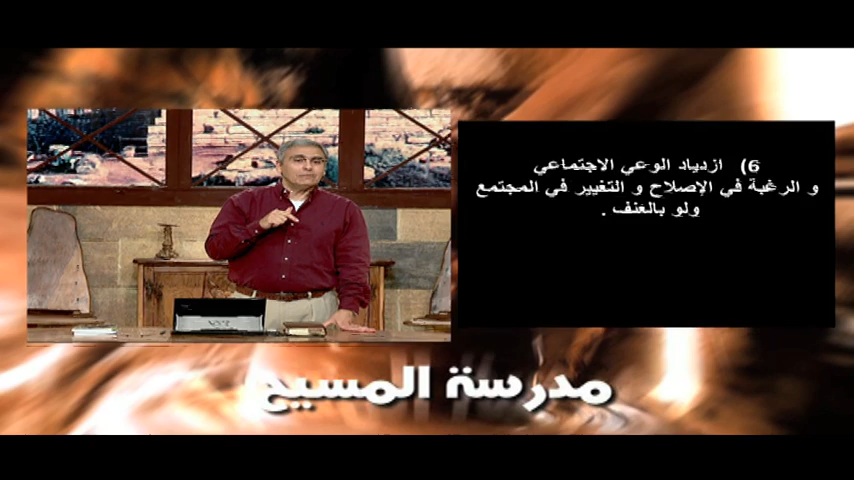 6) ازدياد الوعي الاجتماعي
و الرغبة في الإصلاح و التغيير في المجتمع
ولو بالعنف .
مدرسة المسيح